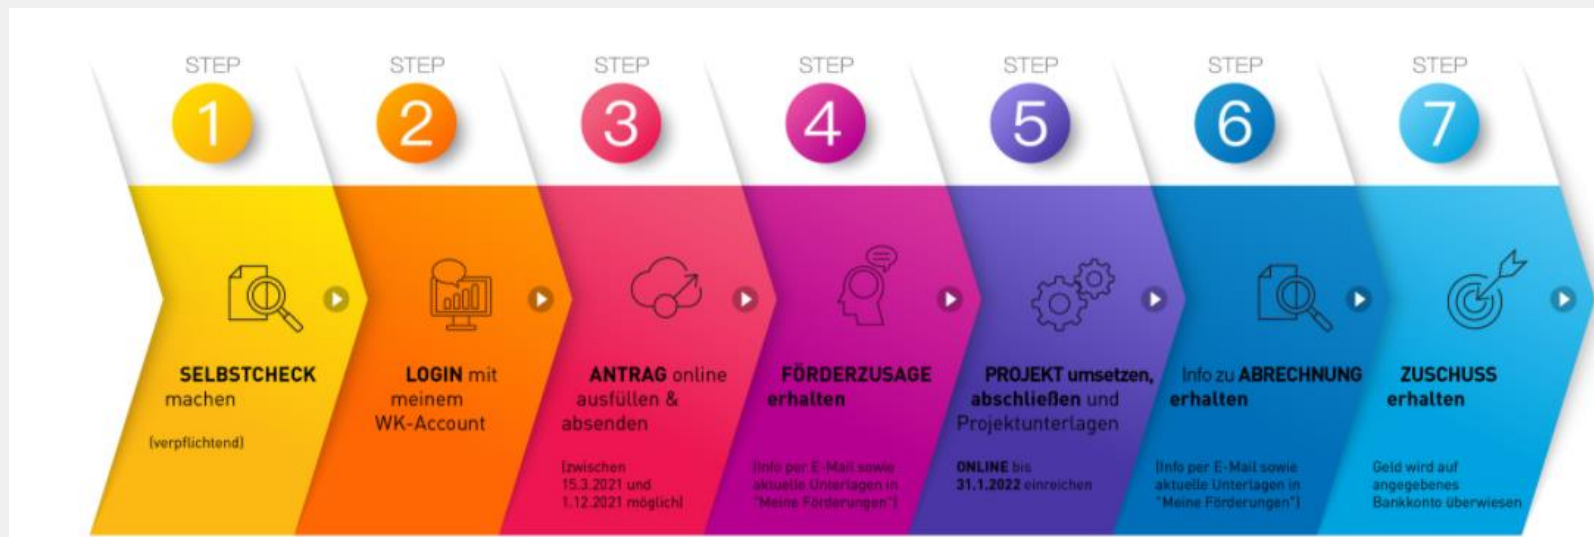 STEP
1
SELBSTCHECK
machen
(verpflichtend)
STEP
2
LOGIN mit
meinem
WK-Account
STEP
3
ANTRAG online
ausfüllen &
absenden
(zwischen
15.3.2021 und
1.12.2021 möglich)
STEP
4
FÖRDERZUSAGE
erhalten
(Info per E-Mail sowie
aktuelle Unterlagen in
"Meine Förderungen")
STEP
5
PROJEKT umsetzen,
abschließen und
Projektunterlagen
ONLINE bis
31.1.2022 einreichen
STEP
6
Info zu ABRECHNUNG
erhalten
(Info per E-Mail sowie
aktuelle Unterlagen in
"Meine Förderungen")
STEP
7
ZUSCHUSS
erhalten
Geld wird auf
angegebenes
Bankkonto überwiesen